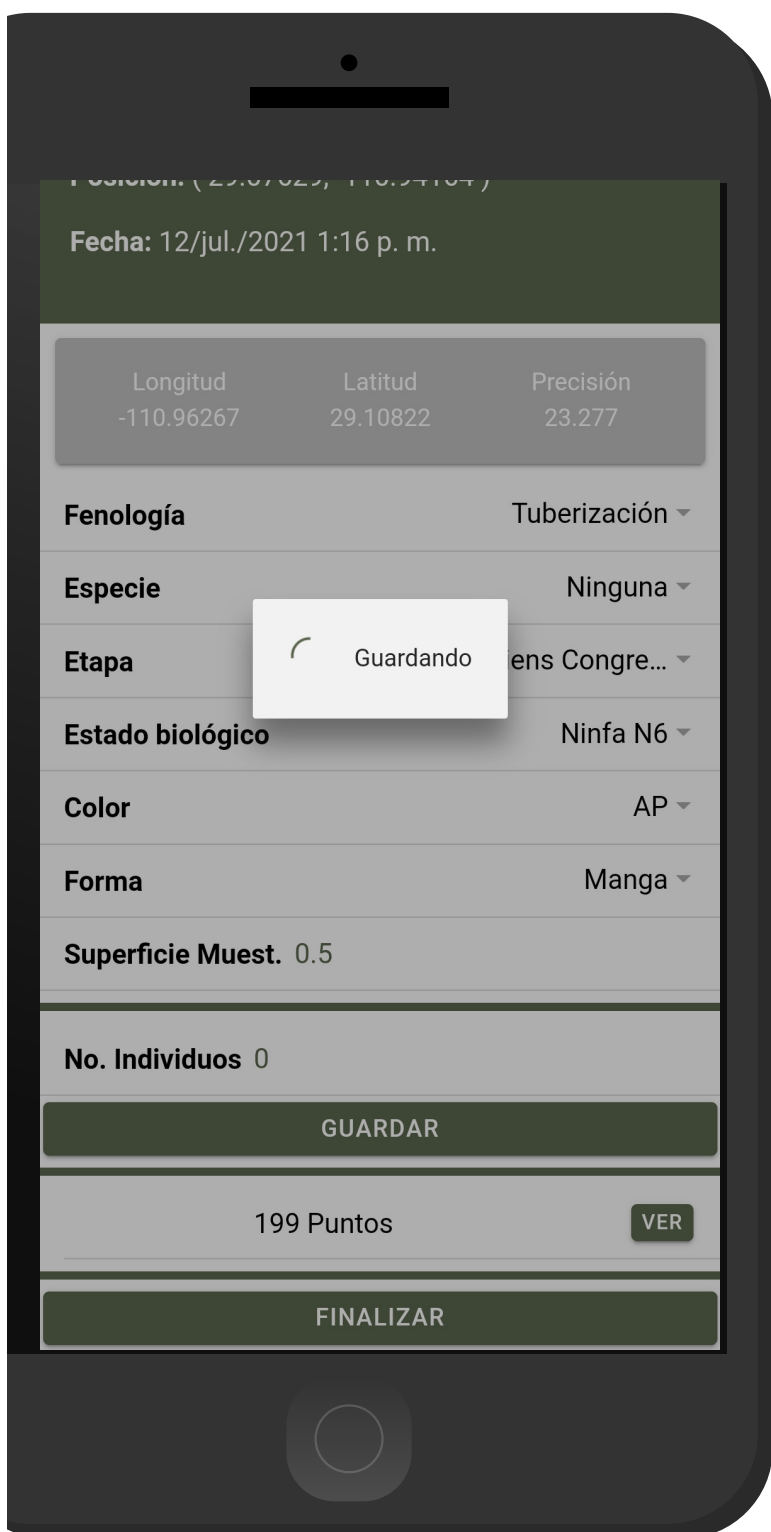 Fecha: 12/jul./2021 1:16 p. m.
Longitud Latitud Precisión
-110.96267 29.10822 23.277
Fenología Tuberización
Especie Ninguna
Etapa ens Congre...
Guardando
Estado biológico Ninfa N6
Color AP
Forma Manga
Superficie Muest. 0.5
No. Individuos 0
GUARDAR
199 Puntos VER
FINALIZAR